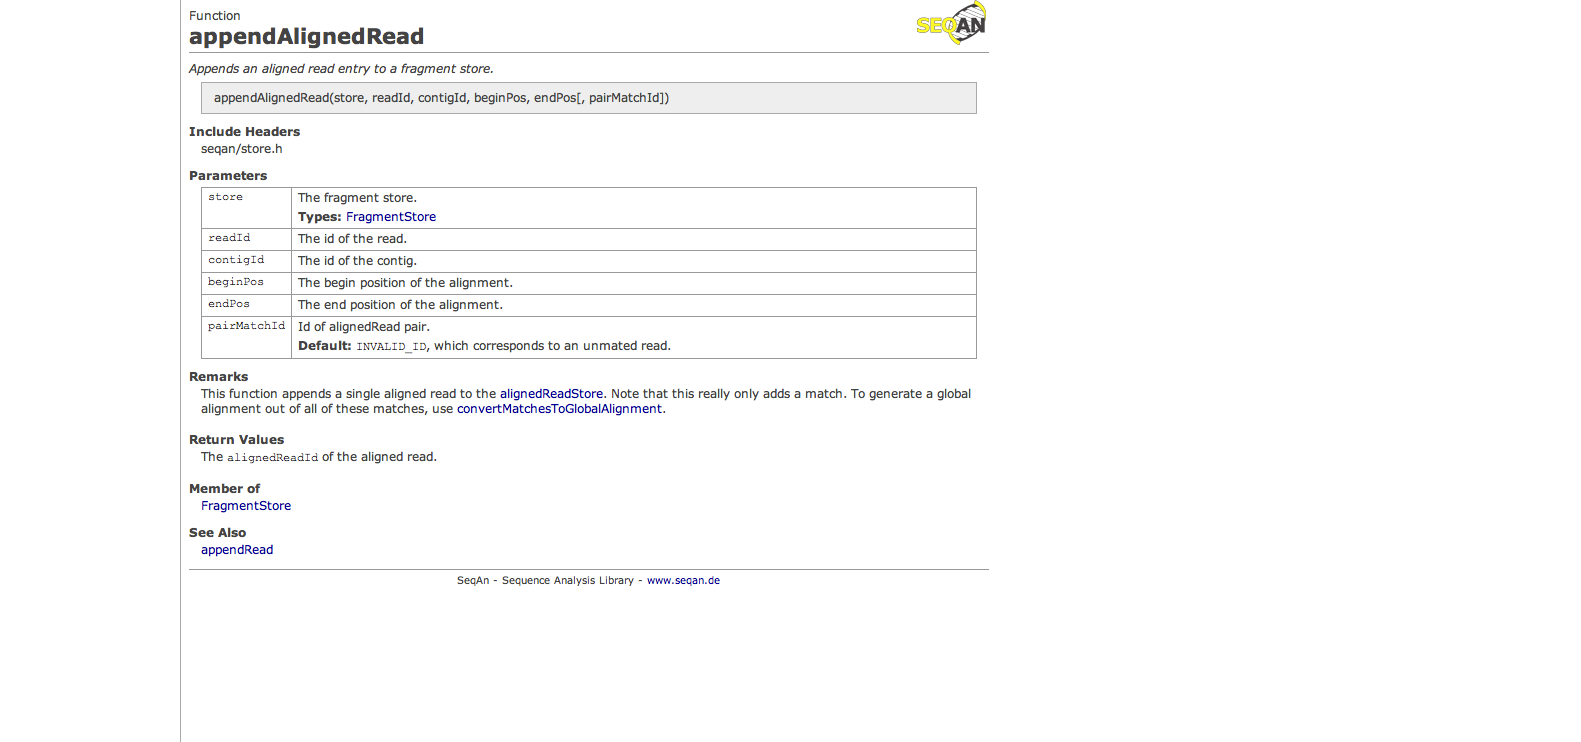 Function
SEQAN
appendAlignedRead
Appends an aligned read entry to a fragment store.
appendAlignedRead(store, readId, contigId, beginPos, endPos[, pairMatchId])
Include Headers
seqan/store.h
Parameters
store The fragment store.
Types: FragmentStore
readId The id of the read.
contigId The id of the contig.
beginPos The begin position of the alignment.
endPos The end position of the alignment.
pairMatchId Id of alignedRead pair.
Default: INVALID_ID, which corresponds to an unmated read.
Remarks
This function appends a single aligned read to the alignedReadStore. Note that this really only adds a match. To generate a global
alignment out of all of these matches, use convertMatchesToGlobalAlignment.
Return Values
The alignedReadId of the aligned read.
Member of
FragmentStore
See Also
appendRead
SeqAn - Sequence Analysis Library - www.seqan.de